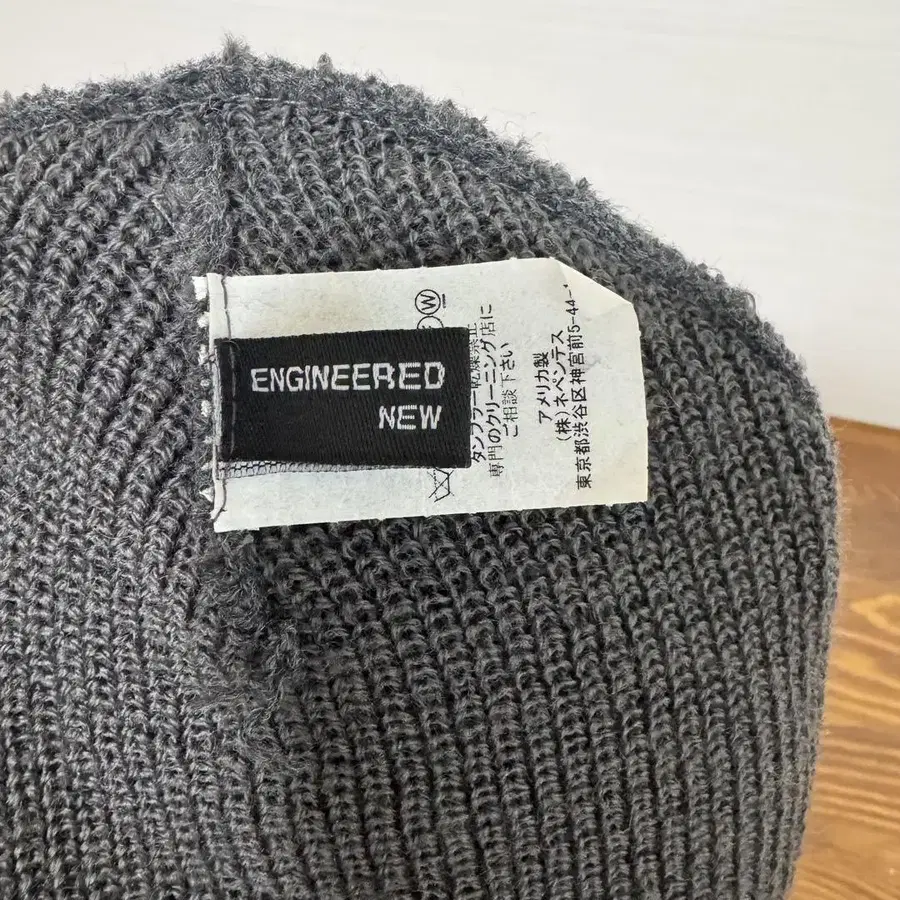 ENGINEERED
NEW
W
タンブラー乾燥禁止
専門のクリーニング店に
ご相談下さい
アメリカ製
(株)ネペンテス
東京都渋谷区神宮前5-44-